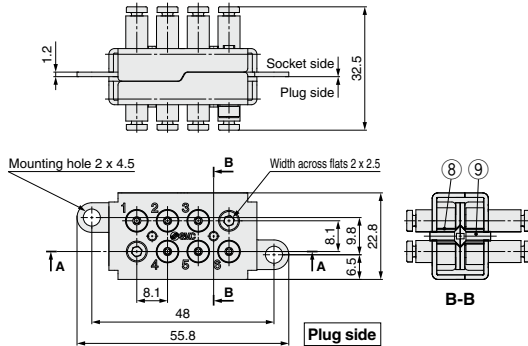 1.2
Socket side
Plug side
32.5
Mounting hole 2 x 4.5
B
Width across flats 2 x 2.5
8 9
1 2 3
SMC
8.1
9.8
22.8
A
4 5 6
A
6.5
8.1
B
B-B
48
55.8
Plug side